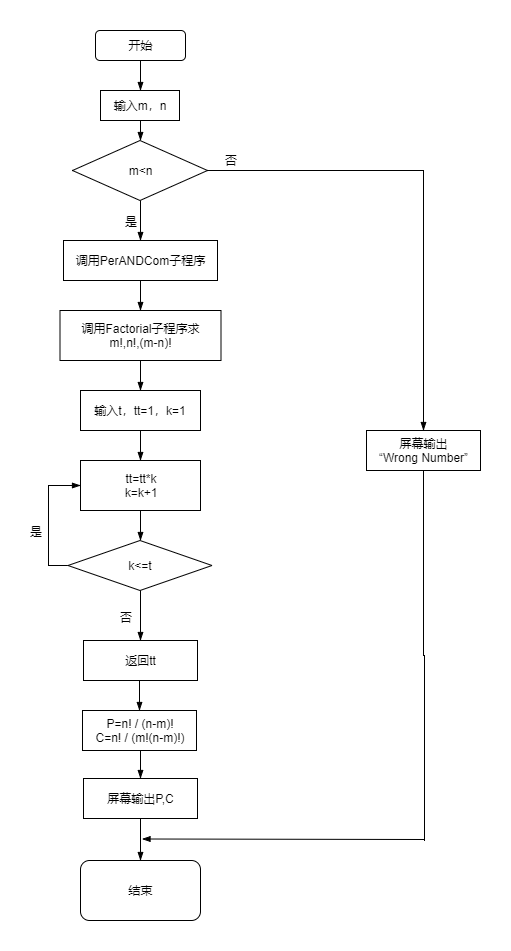 开始
输入m，n
m<n
否
是
调用PerANDCom子程序
调用Factorial子程序求
m!,n!,(m-n)!
输入t，tt=1，k=1
屏幕输出
“Wrong Number”
tt=tt*k
k=k+1
是
k<=t
否
返回tt
P=n! / (n-m)!
C=n! / (m!(n-m)!)
屏幕输出P,C
结束